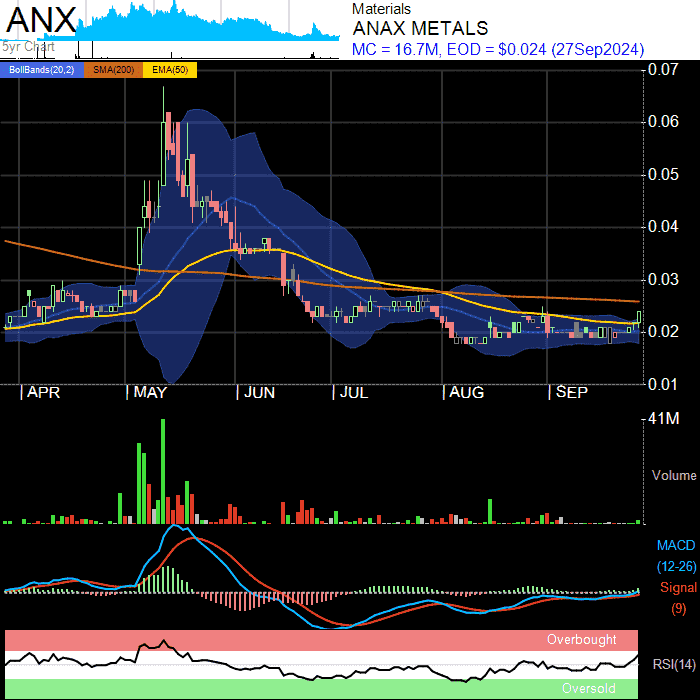 ANX
5yr Chart
Materials
ANAX METALS
MC = 16.7M, EOD = $0.024 (27Sep2024)
BollBands(20,2) SMA(200) EMA(50)
0.07
0.06
0.05
0.04
0.03
0.02
0.01
APR MAY JUN JUL AUG SEP
41M
Volume
MACD
(12-26)
Signal
(9)
Overbought
RSI(14)
Oversold